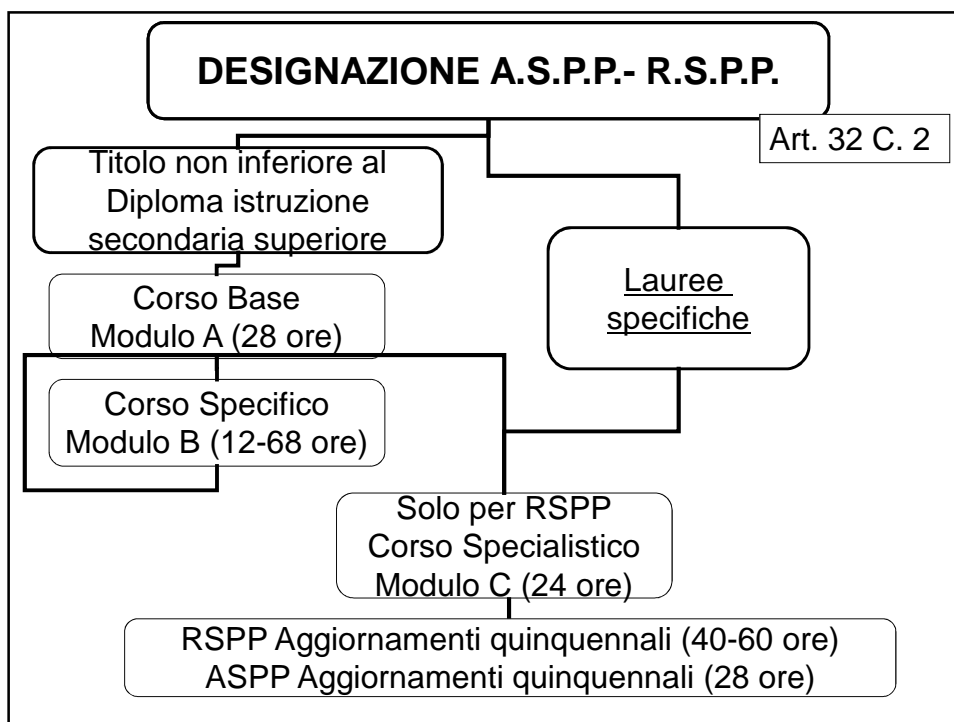 DESIGNAZIONE A.S.P.P.- R.S.P.P.
Art. 32 C. 2
Titolo non inferiore al
Diploma istruzione
secondaria superiore
Lauree
specifiche
Corso Base
Modulo A (28 ore)
Corso Specifico
Modulo B (12-68 ore)
Solo per RSPP
Corso Specialistico
Modulo C (24 ore)
RSPP Aggiornamenti quinquennali (40-60 ore)
ASPP Aggiornamenti quinquennali (28 ore)